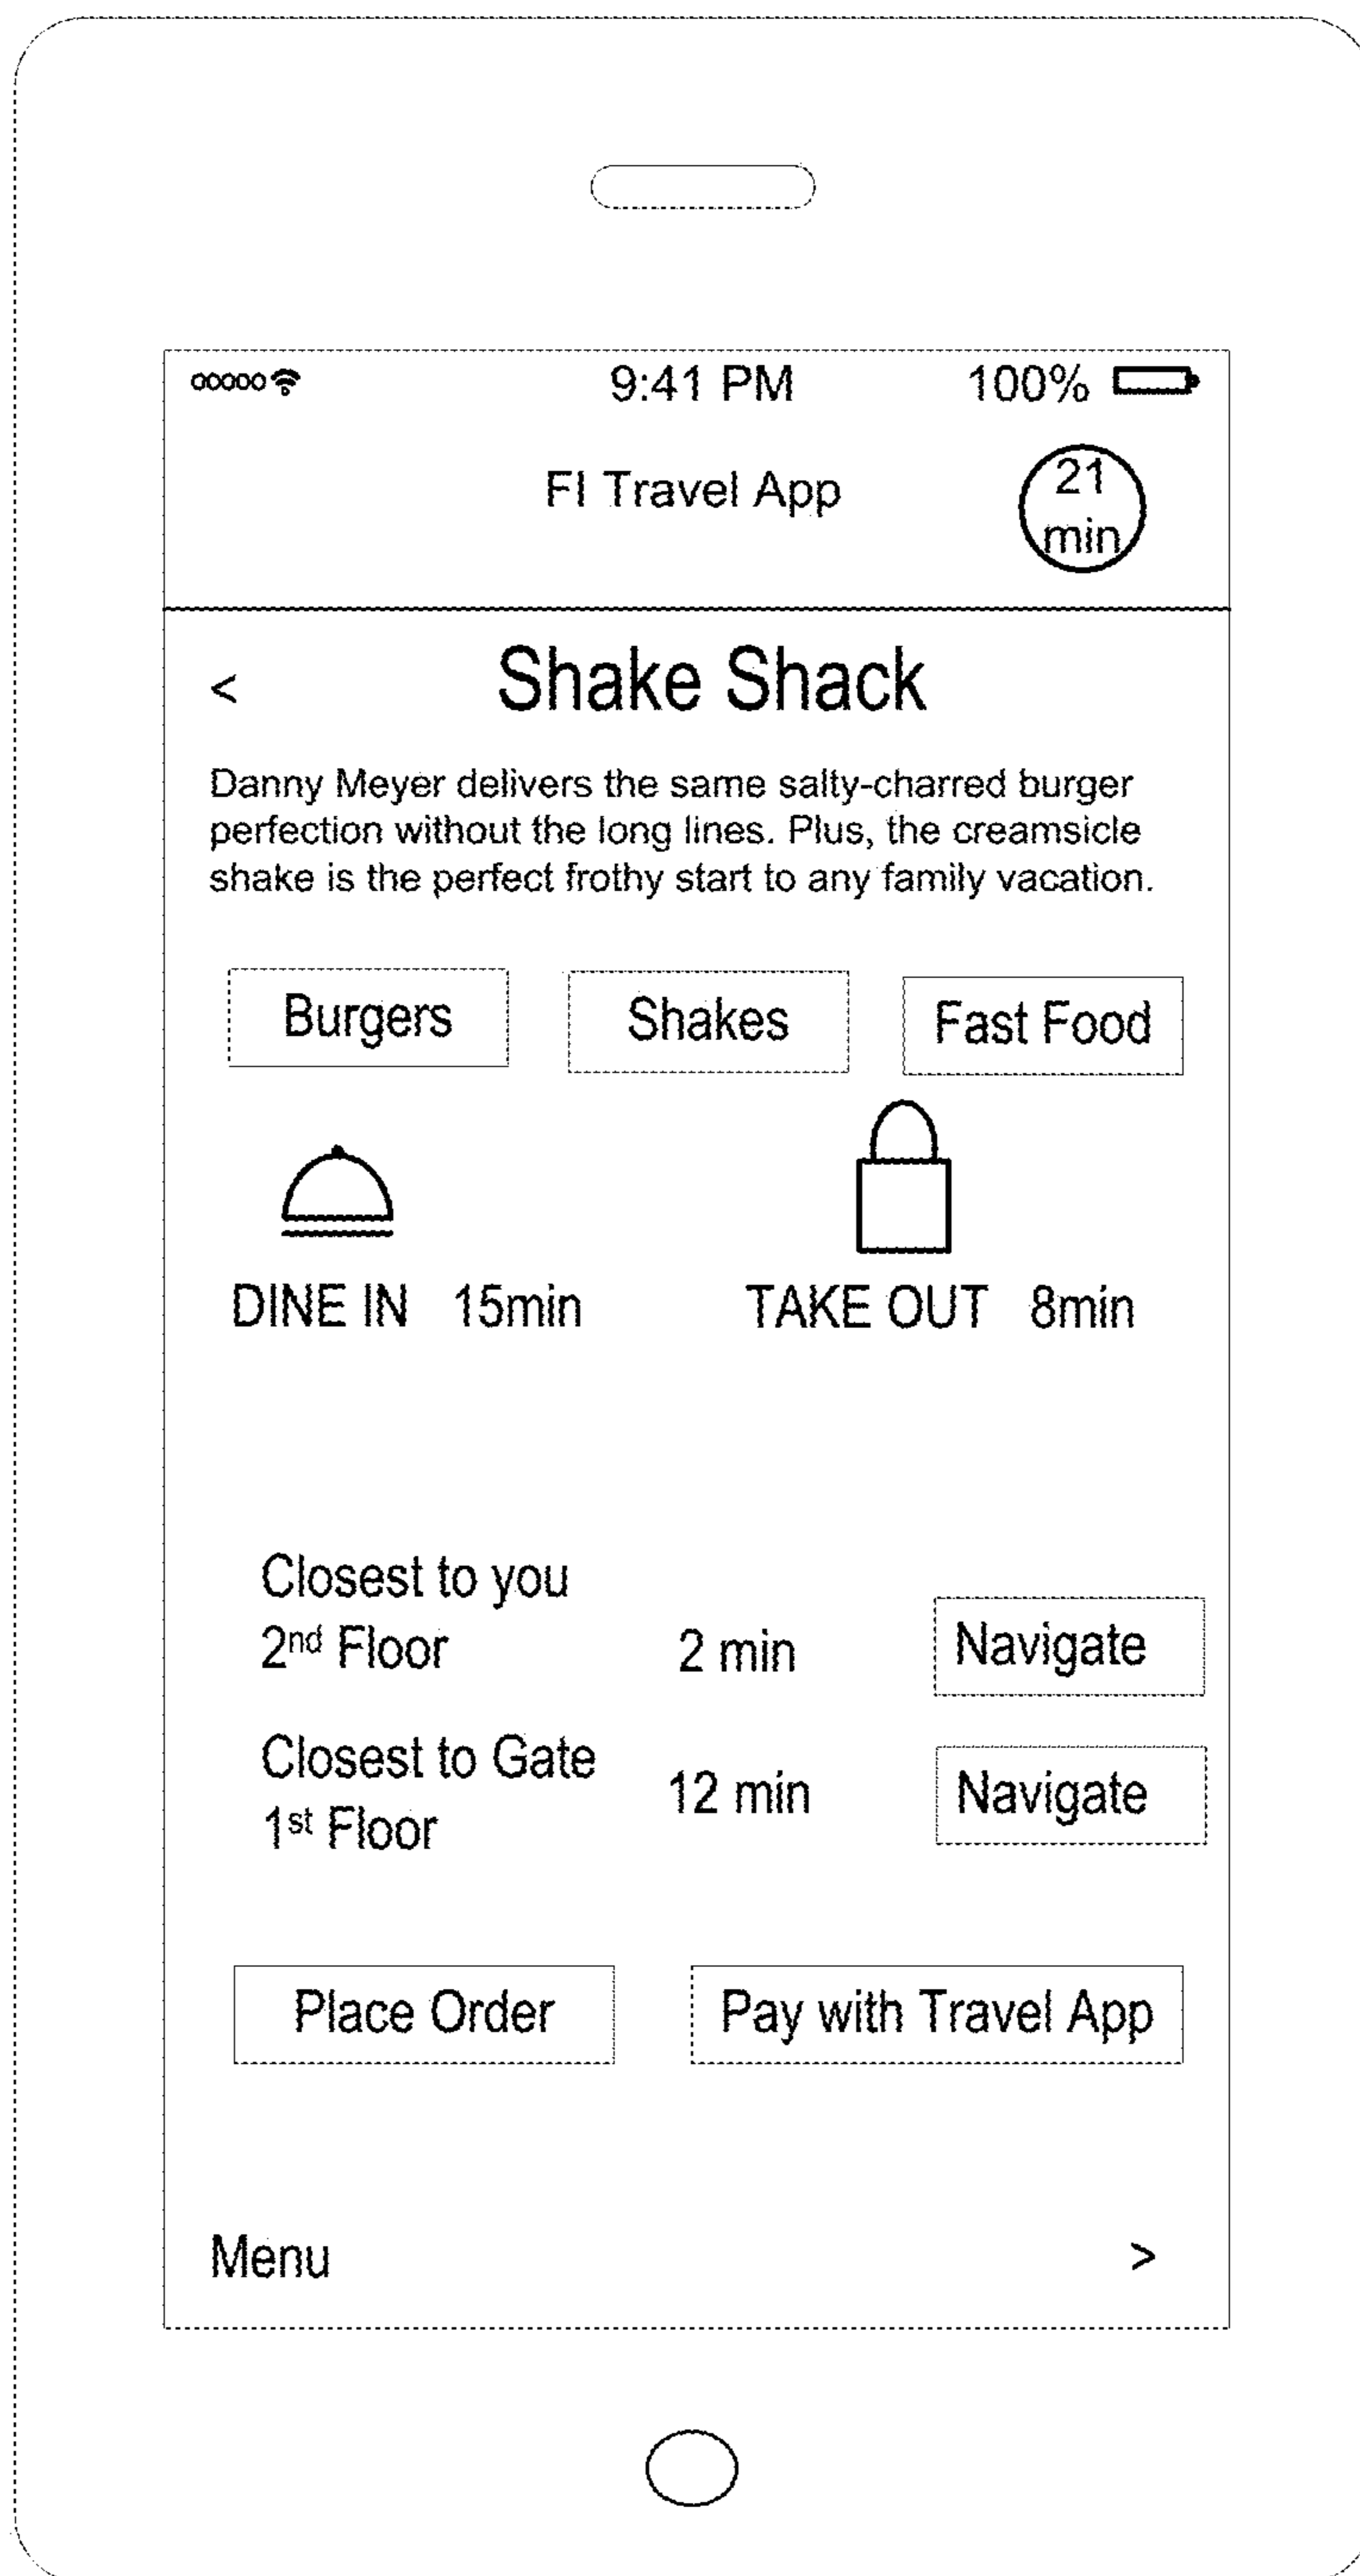 9:41 PM 100%
FI Travel App
21
min
< Shake Shack
Danny Meyer delivers the same salty-charred burger
perfection without the long lines. Plus, the creamsicle
shake is the perfect frothy start to any family vacation.
Burgers Shakes Fast Food
DINE IN 15min TAKE OUT 8min
Closest to you
2nd Floor 2 min Navigate
Closest to Gate
1st Floor 12 min Navigate
Place Order Pay with Travel App
Menu >